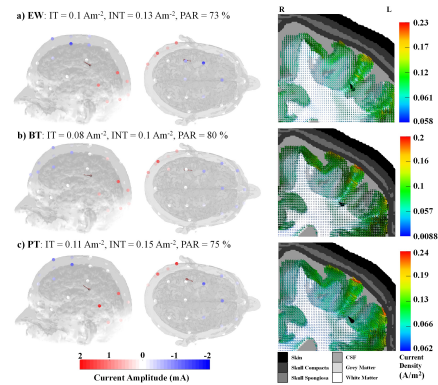 a) EW: IT = 0.1 Am-2, INT = 0.13 Am-2, PAR = 73 %
R
L
0.23
0.17
0.12
0.061
0.058
b) BT: IT = 0.08 Am-2, INT = 0.1 Am-2, PAR = 80 %
0.2
0.16
0.1
0.057
0.0088
c) PT: IT = 0.11 Am-2, INT = 0.15 Am-2, PAR = 75 %
0.24
0.19
0.14
0.1
0.062
2
1
0
-1
-2
Current Amplitude (mA)
Skin
Skull Compacta
Skull Spongiosa
CSF
Grey Matter
White Matter
Current
Density
(A/m2)